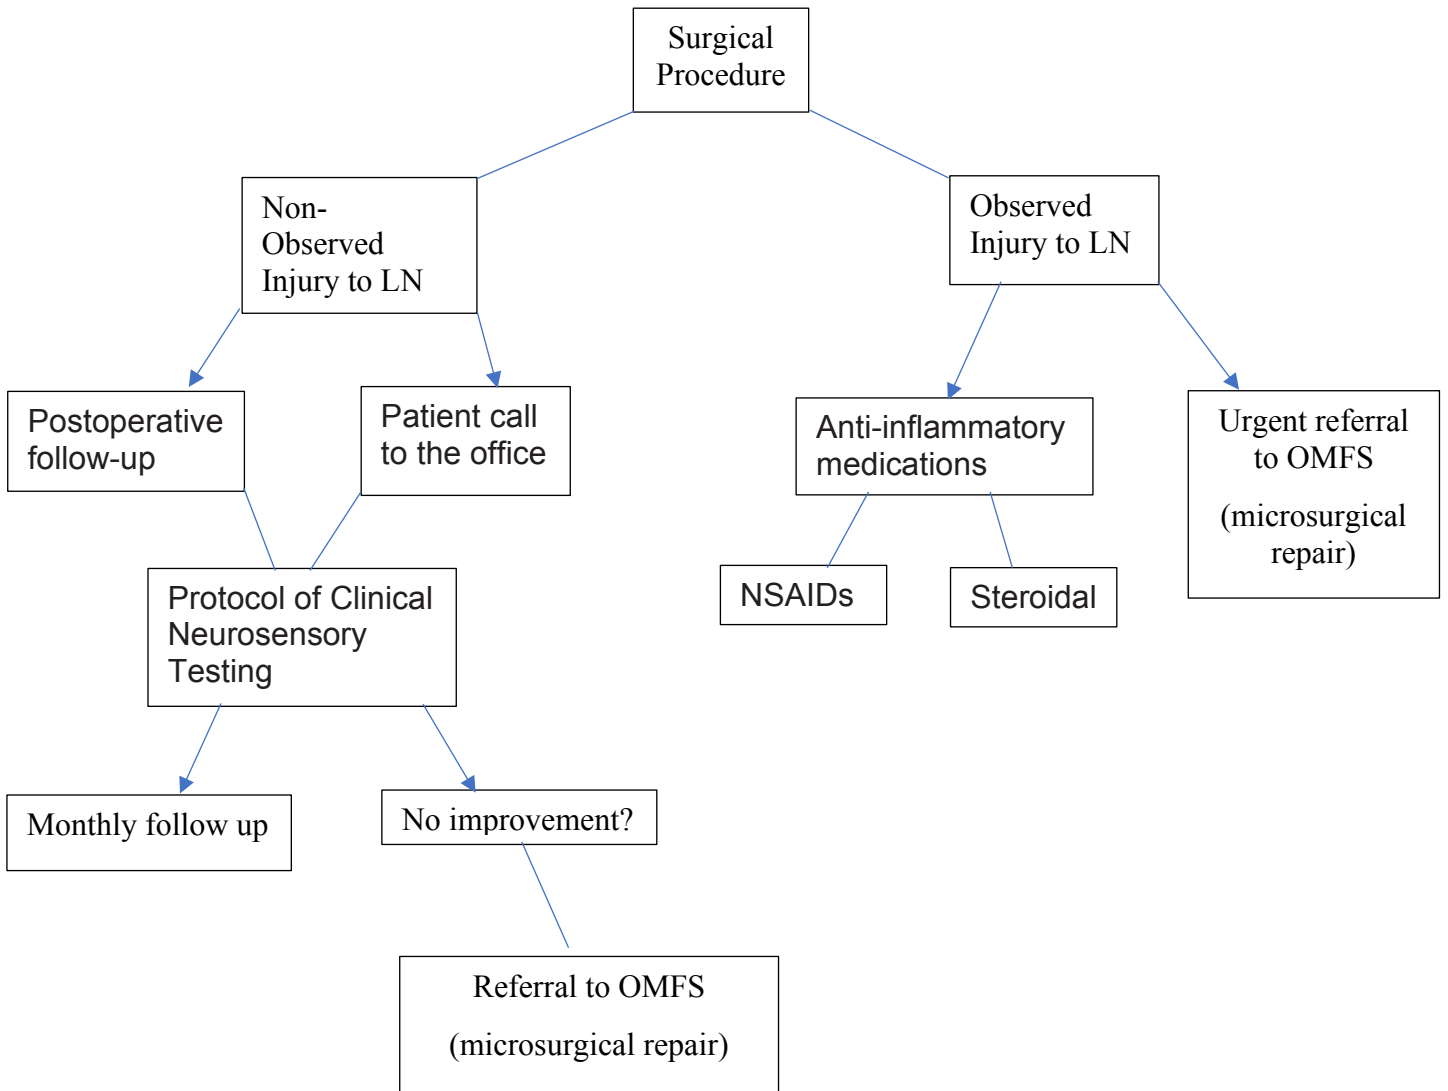 Surgical
Procedure
Non-
Observed
Injury to LN
Observed
Injury to LN
Postoperative
follow-up
Patient call
to the office
Anti-inflammatory
medications
Urgent referral
to OMFS
(microsurgical
repair)
NSAIDs
Steroidal
Protocol of Clinical
Neurosensory
Testing
Monthly follow up
No improvement?
Referral to OMFS
(microsurgical repair)